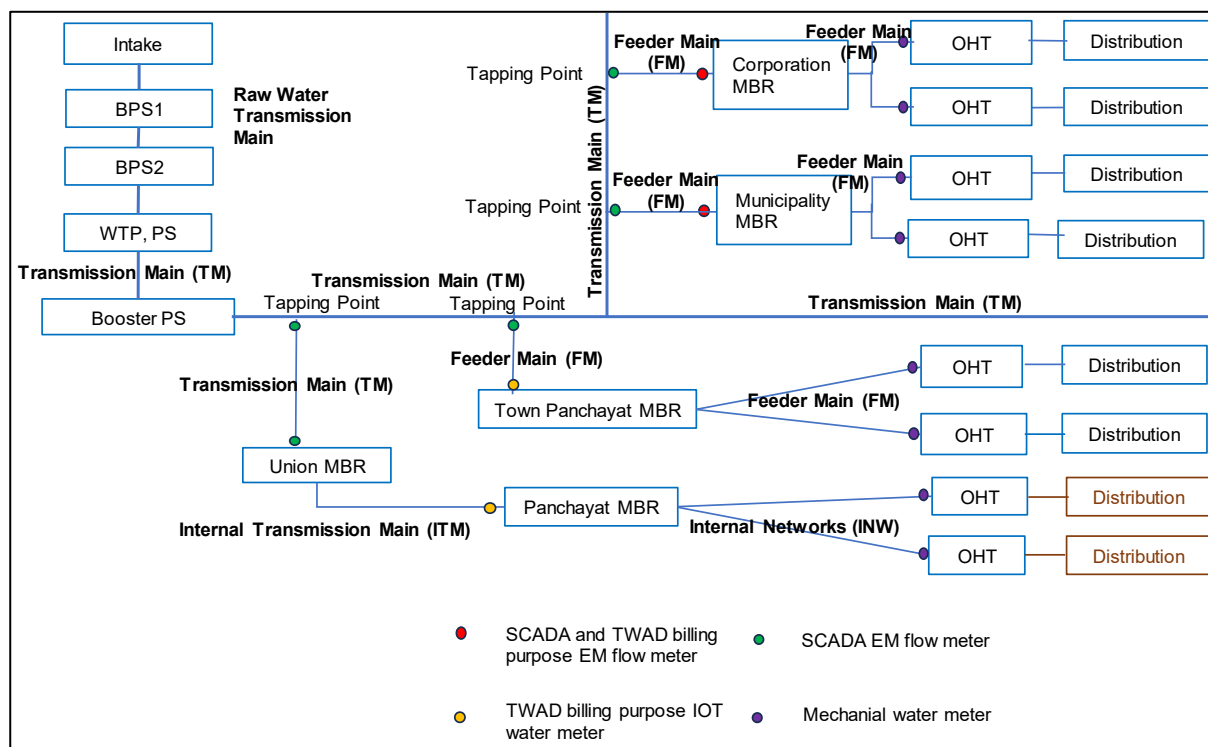 Intake
BPS1
Raw Water
Transmission
Main
BPS2
WTP, PS
Transmission Main (TM)
Booster PS
Transmission Main (TM)
Tapping Point
Tapping Point
Tapping Point
Feeder Main
(FM)
Corporation
MBR
Feeder Main
(FM)
OHT
Distribution
OHT
Distribution
Transmission Main (TM)
Tapping Point
Feeder Main
(FM)
Municipality
MBR
Feeder Main
(FM)
OHT
Distribution
OHT
Distribution
Transmission Main (TM)
Transmission Main (TM)
Feeder Main (FM)
Town Panchayat MBR
Feeder Main (FM)
OHT
Distribution
OHT
Distribution
Union MBR
Internal Transmission Main (ITM)
Panchayat MBR
Internal Networks (INW)
OHT
Distribution
OHT
Distribution
SCADA and TWAD billing
purpose EM flow meter
SCADA EM flow meter
TWAD billing purpose IOT
water meter
Mechanial water meter